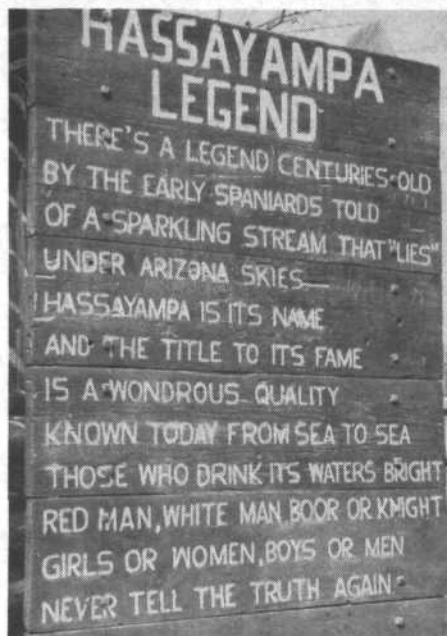 HASSAYAMPA
LEGEND
THERE'S A LEGEND CENTURIES OLD
BY THE EARLY SPANIARDS TOLD
OF A SPARKLING STREAM THAT "LIES"
UNDER ARIZONA SKIES—
HASSAYAMPA IS ITS NAME
AND THE TITLE TO ITS FAME
IS A WONDROUS QUALITY
KNOWN TODAY FROM SEA TO SEA
THOSE WHO DRINK ITS WATERS BRIGHT
RED MAN, WHITE MAN, BOOR OR KNIGHT
GIRLS OR WOMEN, BOYS OR MEN
NEVER TELL THE TRUTH AGAIN